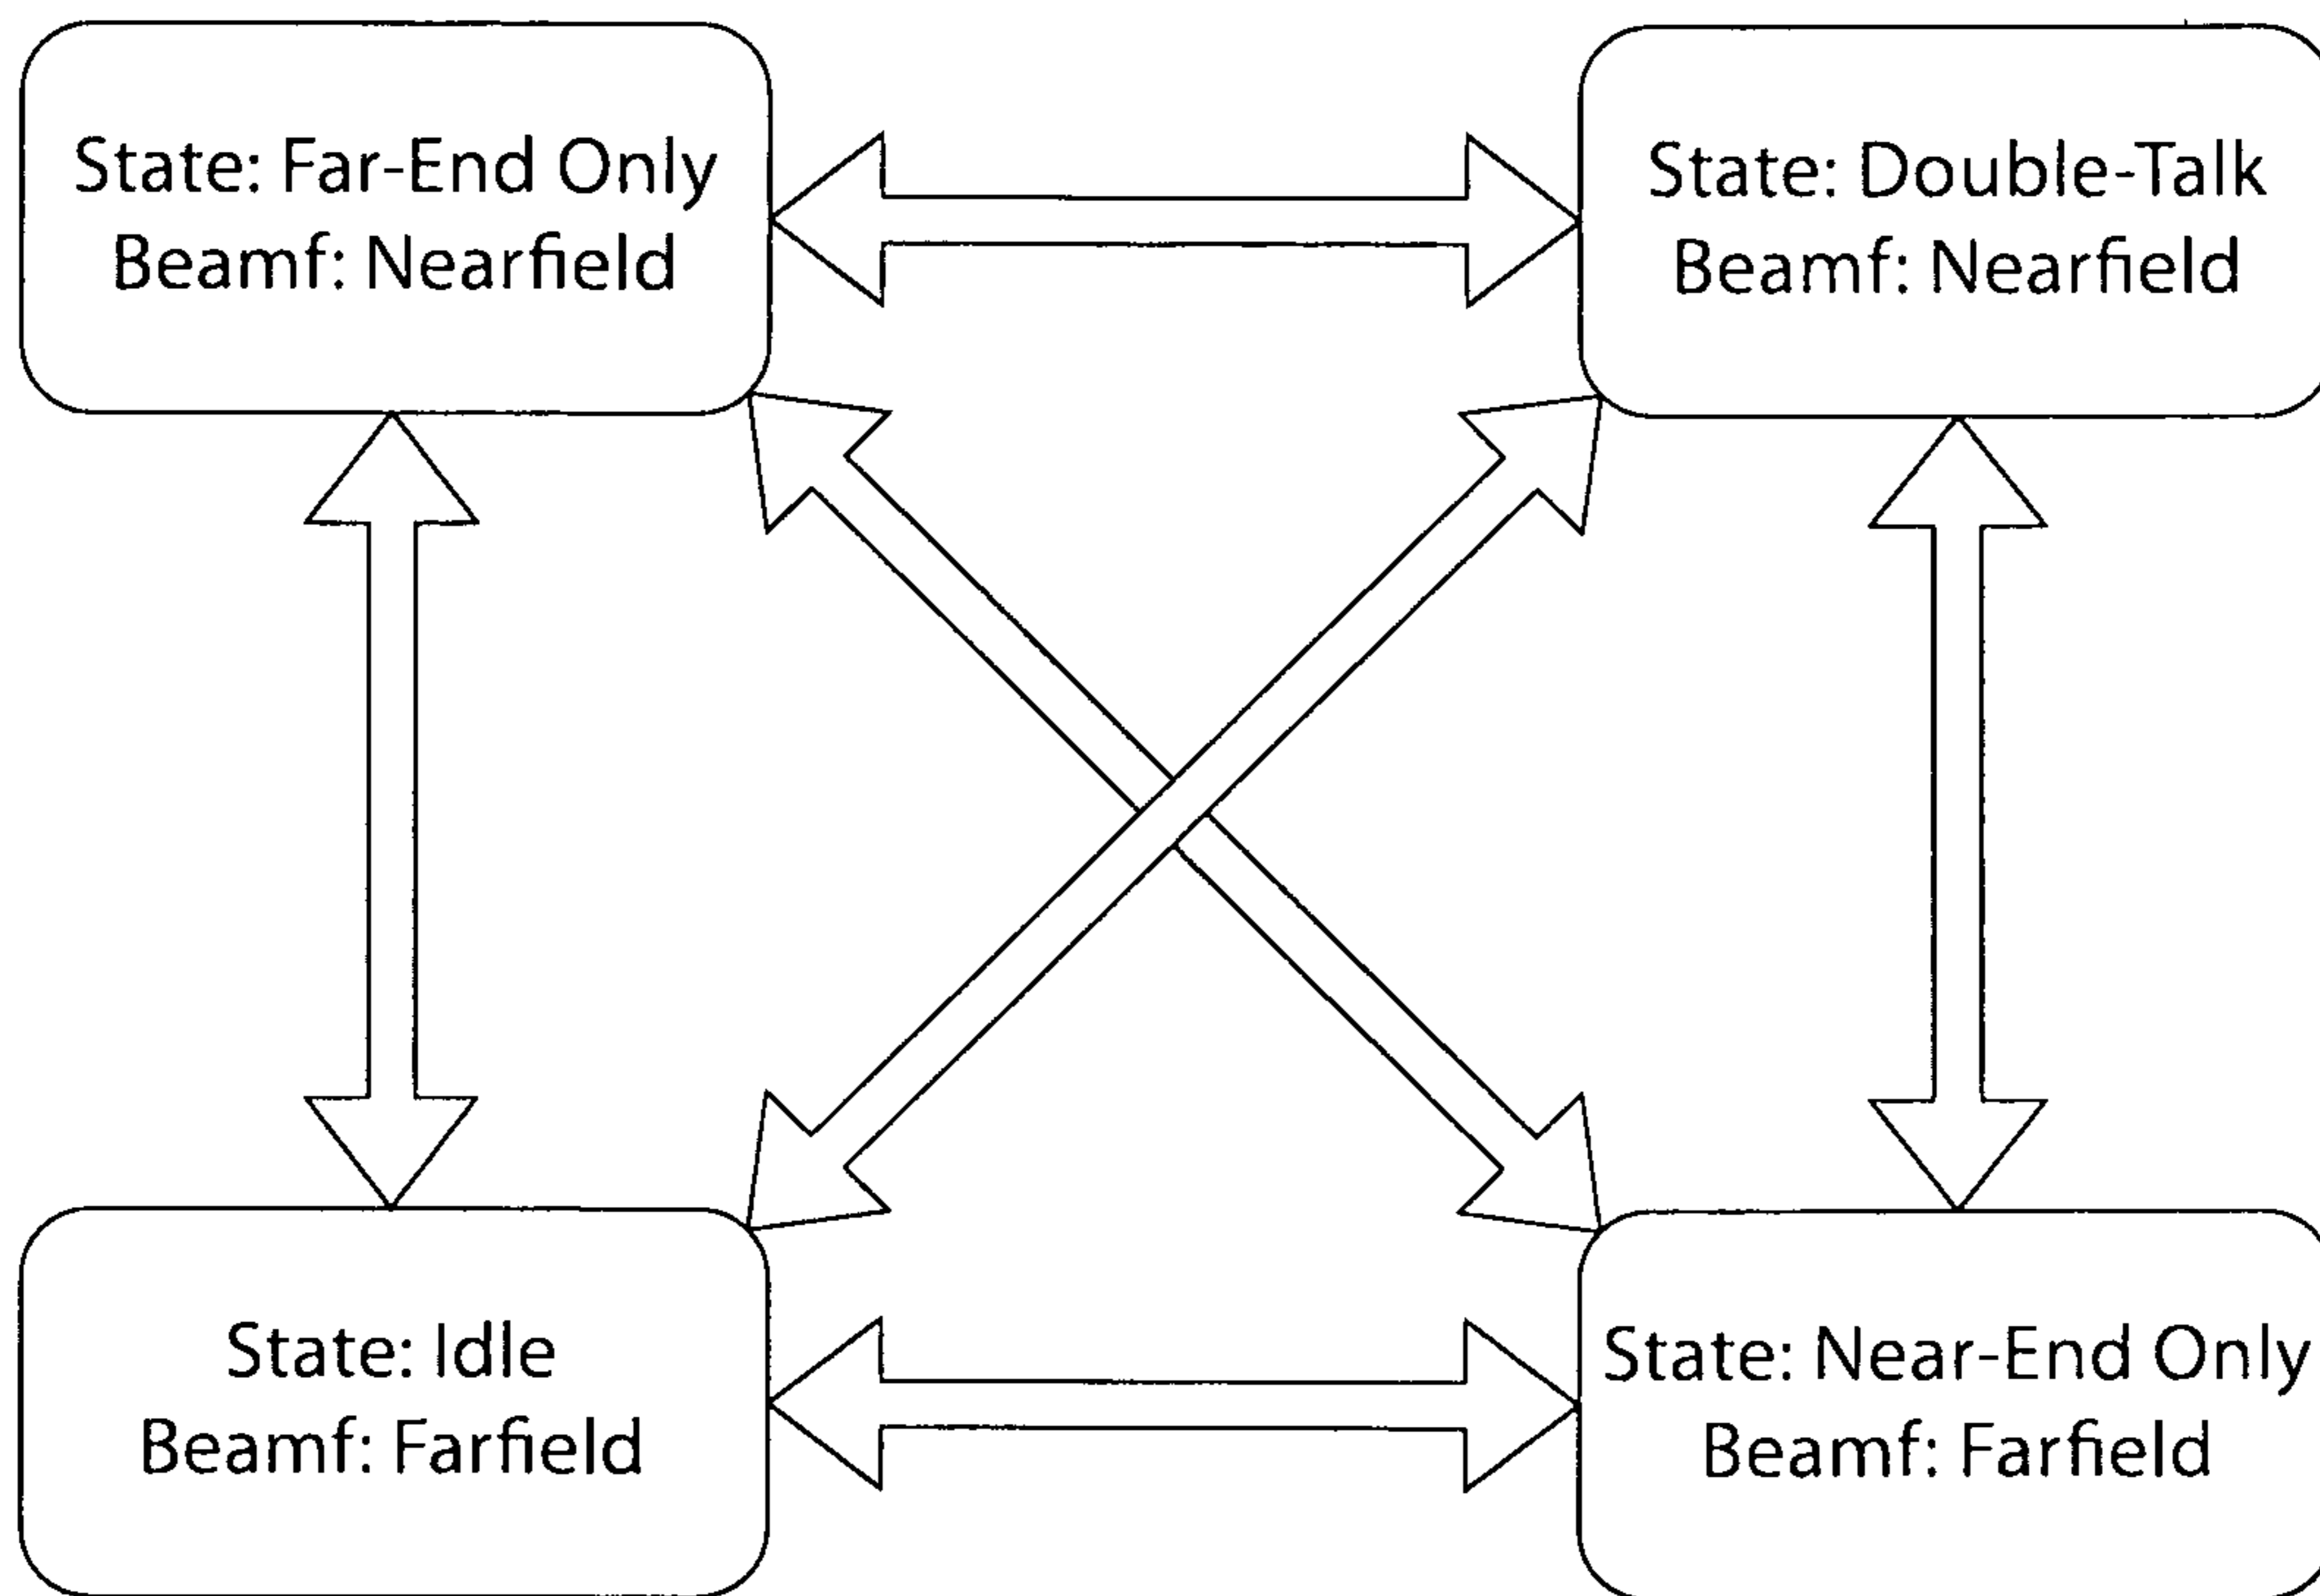 State: Far-End Only
Beamf: Nearfield
State: Double-Talk
Beamf: Nearfield
State: Idle
Beamf: Farfield
State: Near-End Only
Beamf: Farfield